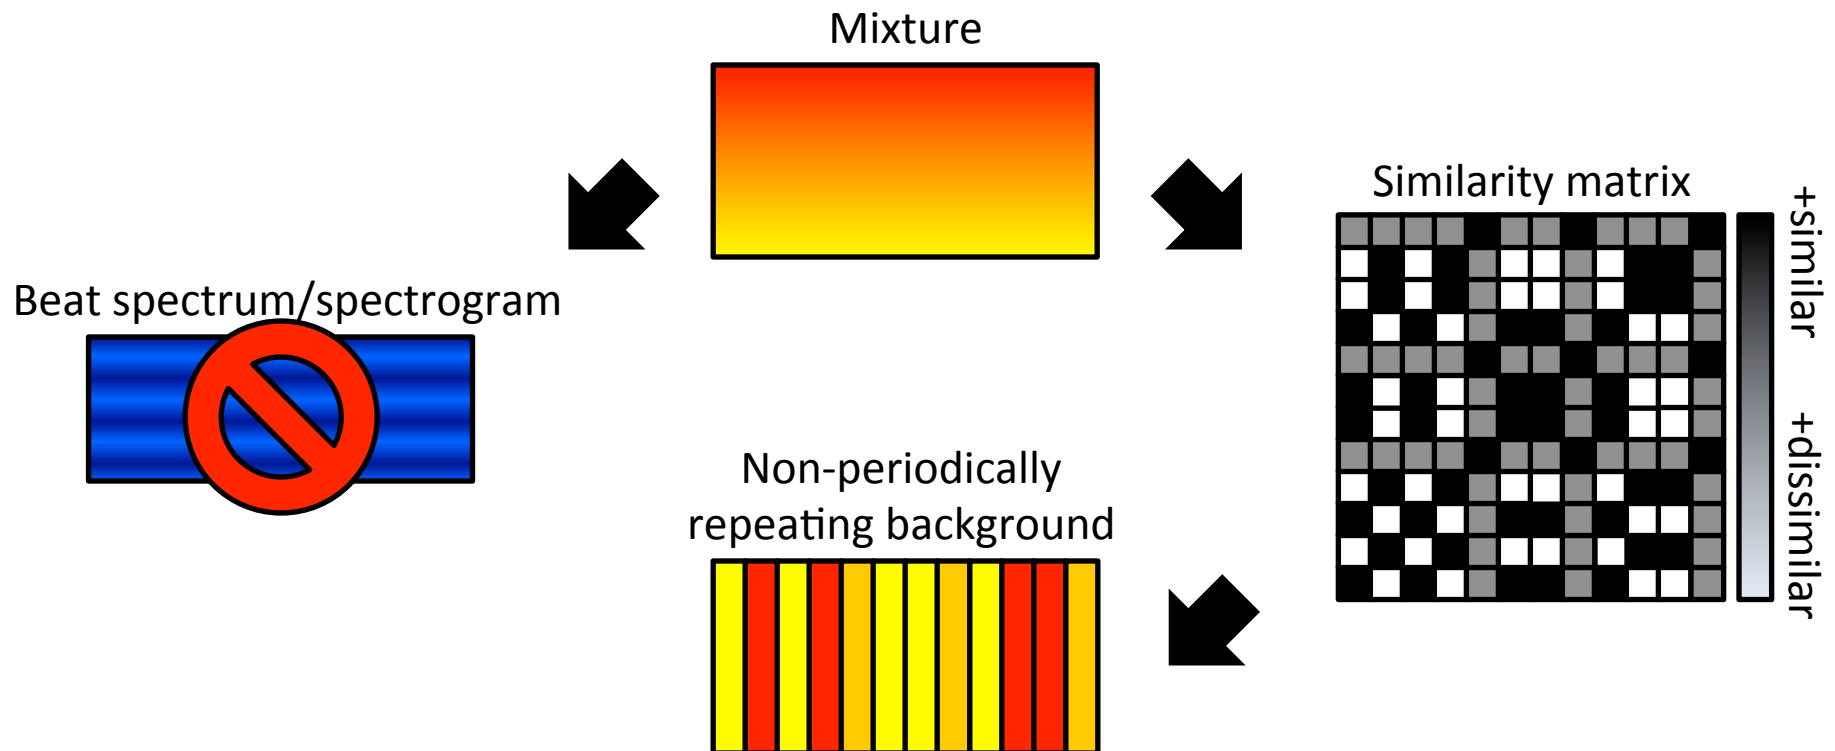 Mixture
Similarity matrix
+similar
+dissimilar
Beat spectrum/spectrogram
Non-periodically
repeating background